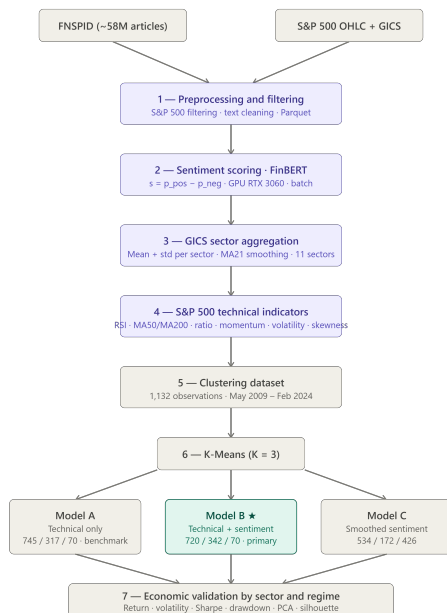 FNSPID (~58M articles)
S&P 500 OHLC + GICS
1 — Preprocessing and filtering
S&P 500 filtering · text cleaning · Parquet
2 — Sentiment scoring · FinBERT
s = p_pos − p_neg · GPU RTX 3060 · batch
3 — GICS sector aggregation
Mean + std per sector · MA21 smoothing · 11 sectors
4 — S&P 500 technical indicators
RSI · MA50/MA200 · ratio · momentum · volatility · skewness
5 — Clustering dataset
1,132 observations · May 2009 – Feb 2024
6 — K-Means (K = 3)
Model A
Technical only
745 / 317 / 70 · benchmark
Model B ★
Technical + sentiment
720 / 342 / 70 · primary
Model C
Smoothed sentiment
534 / 172 / 426
7 — Economic validation by sector and regime
Return · volatility · Sharpe · drawdown · PCA · silhouette